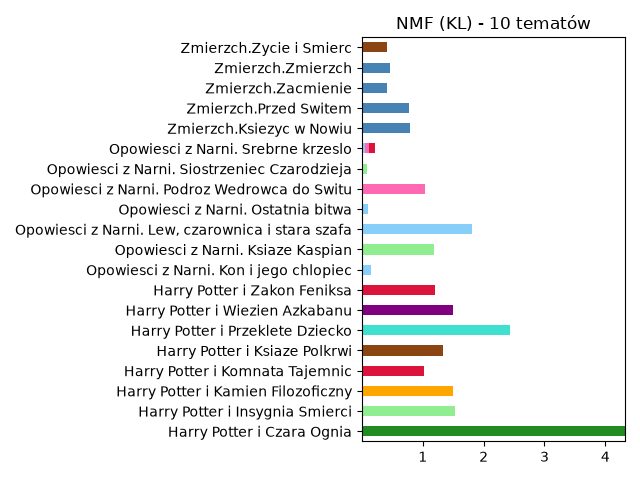 NMF (KL) - 10 tematów
Zmierzch.Zycie i Smierc
Zmierzch.Zmierzch
Zmierzch.Zacmienie
Zmierzch.Przed Switem
Zmierzch.Ksiezyc w Nowiu
Opowiesci z Narni. Srebrne krzeslo
Opowiesci z Narni. Siostrzeniec Czarodzieja
Opowiesci z Narni. Podroz Wedrowca do Switu
Opowiesci z Narni. Ostatnia bitwa
Opowiesci z Narni. Lew, czarownica i stara szafa
Opowiesci z Narni. Ksiaze Kaspian
Opowiesci z Narni. Kon i jego chlopiec
Harry Potter i Zakon Feniksa
Harry Potter i Wiezien Azkabanu
Harry Potter i Przeklete Dziecko
Harry Potter i Ksiaze Polkrwi
Harry Potter i Komnata Tajemnic
Harry Potter i Kamien Filozoficzny
Harry Potter i Insygnia Smierci
Harry Potter i Czara Ognia
1 2 3 4